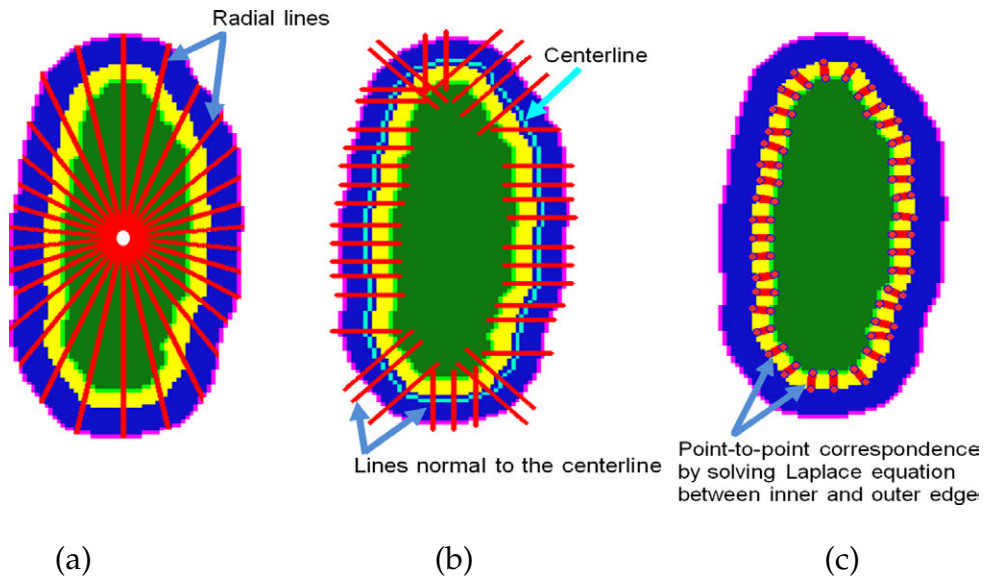 Radial lines
Centerline
Lines normal to the centerline
Point-to-point correspondence
by solving Laplace equation
between inner and outer edge
(a)
(b)
(c)